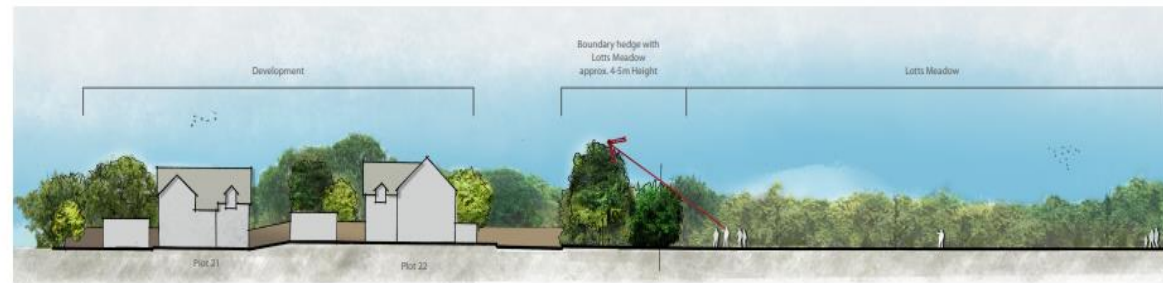 Boundary hedge with
Lotts Meadow
approx. 4-5m Height
Development
Lotts Meadow
Plot 21
Plot 22